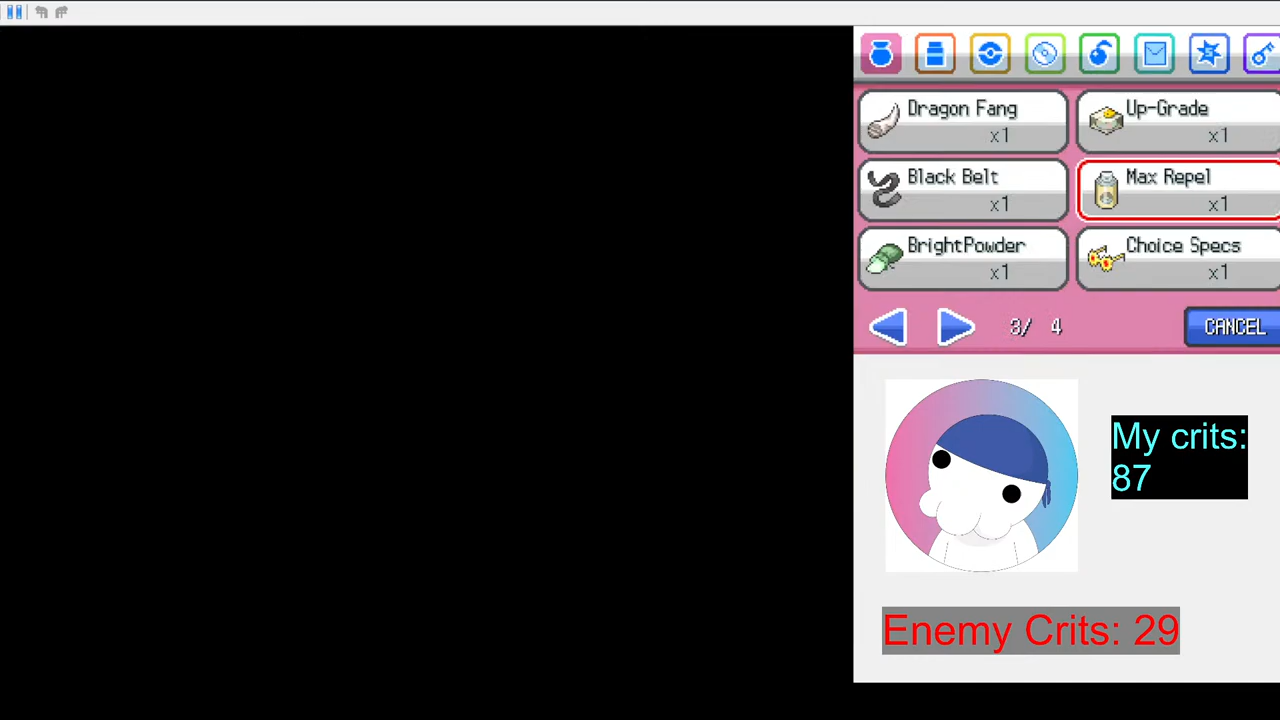 Dragon Fang
x1
Up-Grade
x1
Black Belt
x1
Max Repel
x1
BrightPowder
x1
Choice Specs
x1
3/ 4
CANCEL
My crits:
87
Enemy Crits: 29